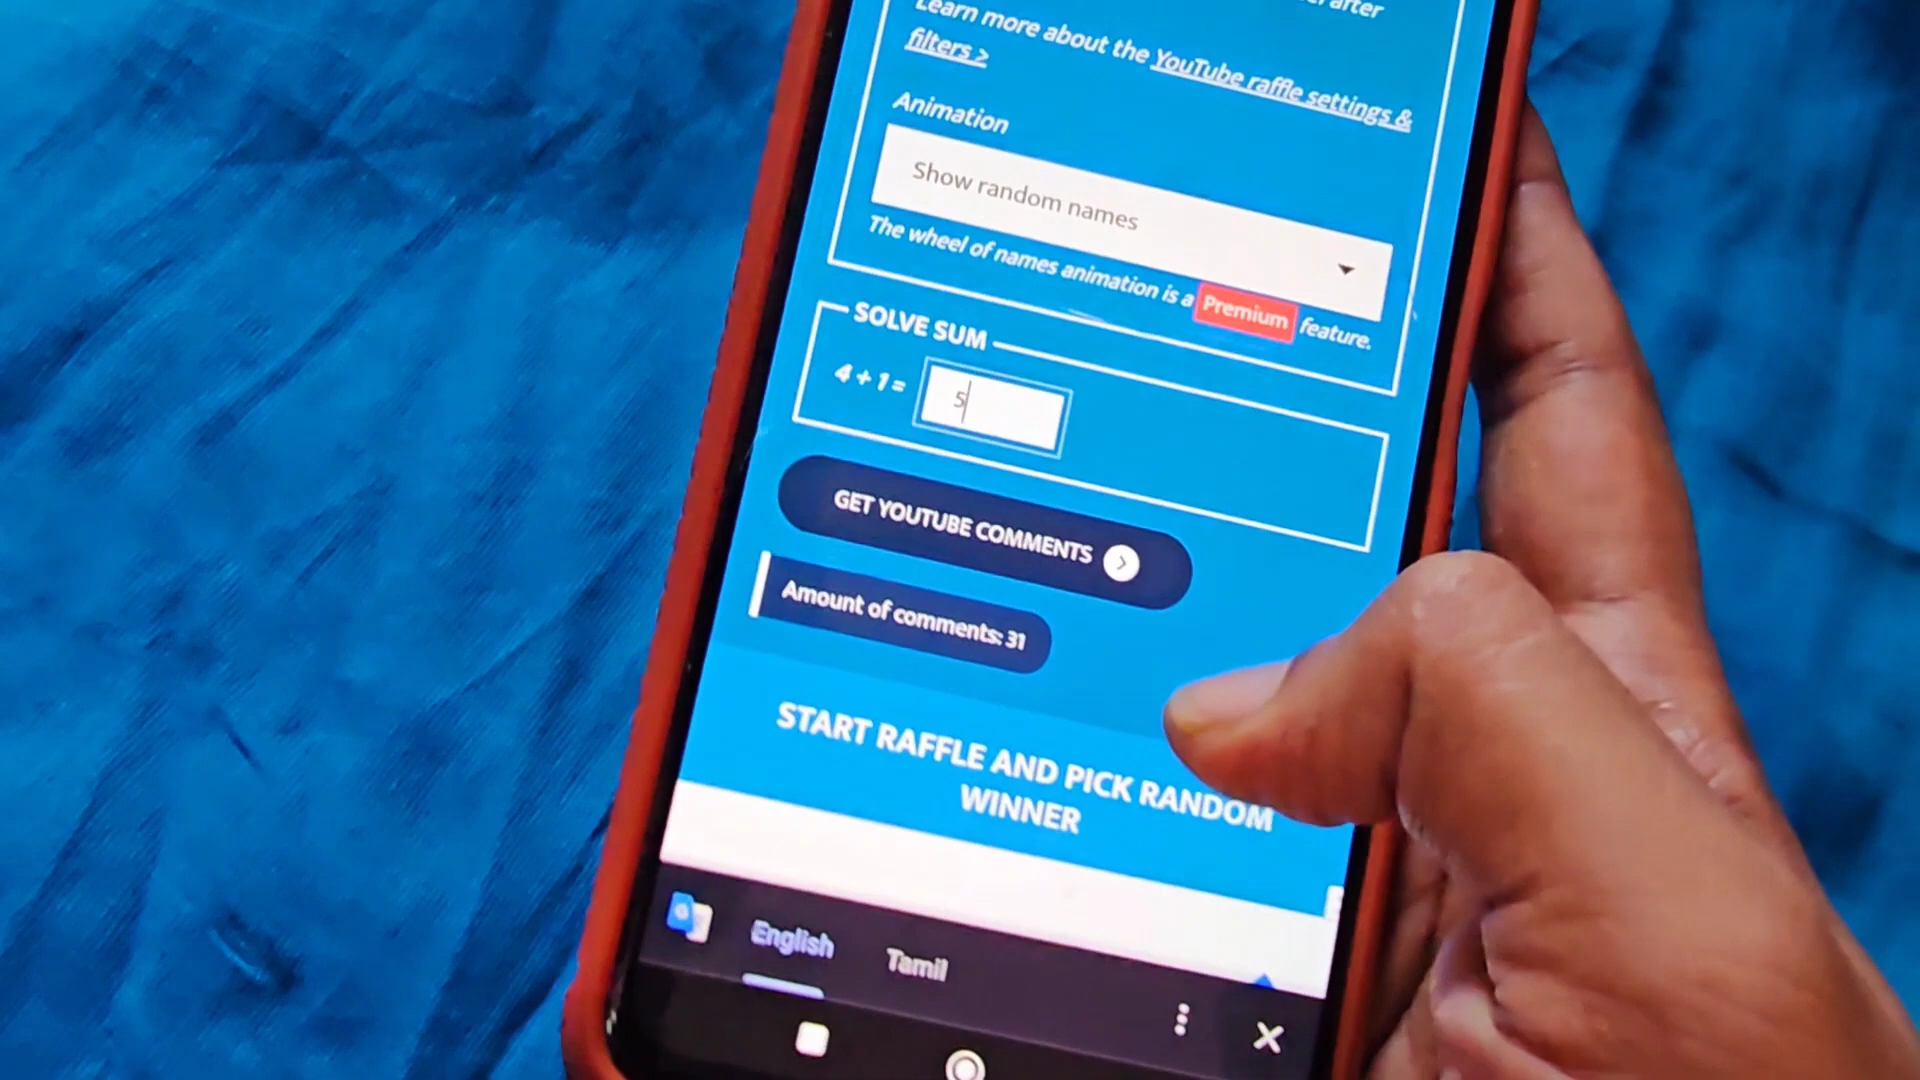 after
Learn more about the YouTube raffle settings &
filters >
Animation
Show random names
The wheel of names animation is a Premium feature.
SOLVE SUM
4 + 1 = 5
GET YOUTUBE COMMENTS
Amount of comments: 31
START RAFFLE AND PICK RANDOM
WINNER
English Tamil